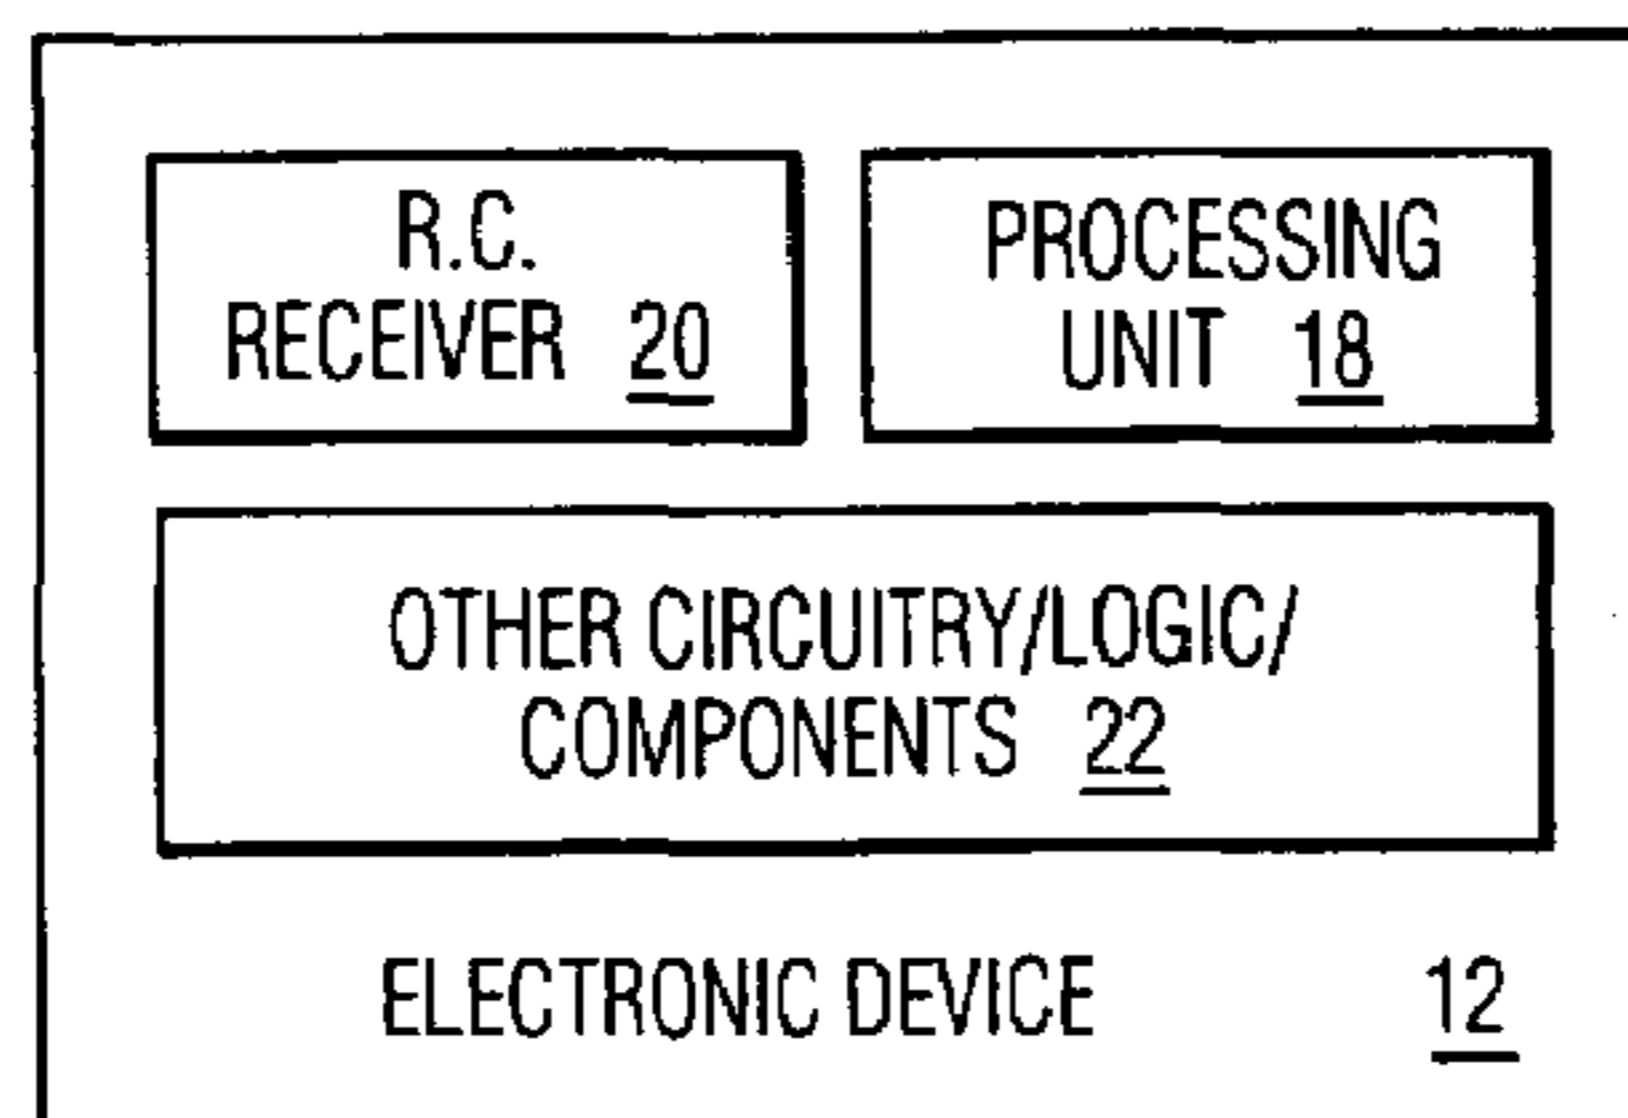 R.C.
RECEIVER 20
PROCESSING
UNIT 18
OTHER CIRCUITRY/LOGIC/
COMPONENTS 22
ELECTRONIC DEVICE 12